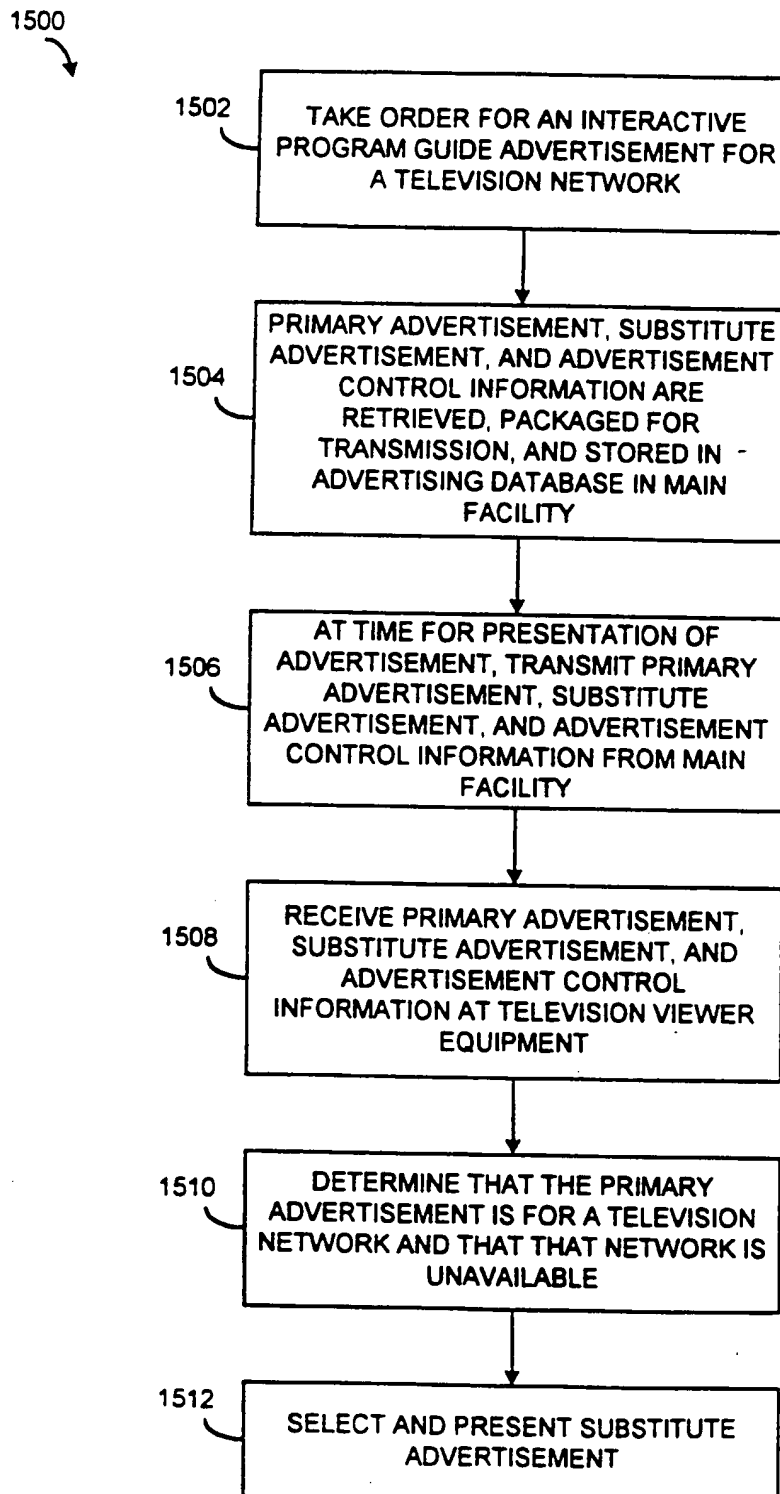 1500
1502
TAKE ORDER FOR AN INTERACTIVE
PROGRAM GUIDE ADVERTISEMENT FOR
A TELEVISION NETWORK
1504
PRIMARY ADVERTISEMENT, SUBSTITUTE
ADVERTISEMENT, AND ADVERTISEMENT
CONTROL INFORMATION ARE
RETRIEVED, PACKAGED FOR
TRANSMISSION, AND STORED IN
ADVERTISING DATABASE IN MAIN
FACILITY
1506
AT TIME FOR PRESENTATION OF
ADVERTISEMENT, TRANSMIT PRIMARY
ADVERTISEMENT, SUBSTITUTE
ADVERTISEMENT, AND ADVERTISEMENT
CONTROL INFORMATION FROM MAIN
FACILITY
1508
RECEIVE PRIMARY ADVERTISEMENT,
SUBSTITUTE ADVERTISEMENT, AND
ADVERTISEMENT CONTROL
INFORMATION AT TELEVISION VIEWER
EQUIPMENT
1510
DETERMINE THAT THE PRIMARY
ADVERTISEMENT IS FOR A TELEVISION
NETWORK AND THAT THAT NETWORK IS
UNAVAILABLE
1512
SELECT AND PRESENT SUBSTITUTE
ADVERTISEMENT